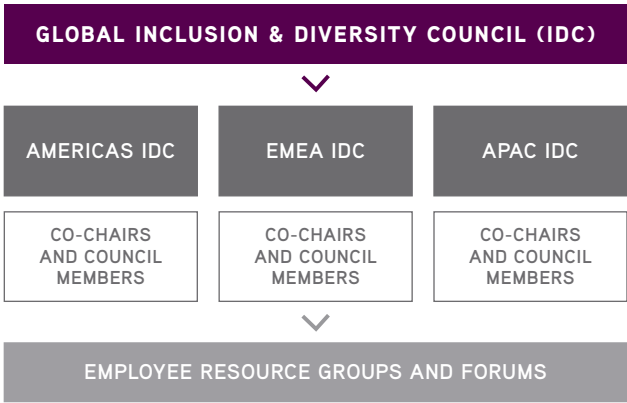 GLOBAL INCLUSION & DIVERSITY COUNCIL (IDC)
AMERICAS IDC
EMEA IDC
APAC IDC
CO-CHAIRS
AND COUNCIL
MEMBERS
CO-CHAIRS
AND COUNCIL
MEMBERS
CO-CHAIRS
AND COUNCIL
MEMBERS
EMPLOYEE RESOURCE GROUPS AND FORUMS